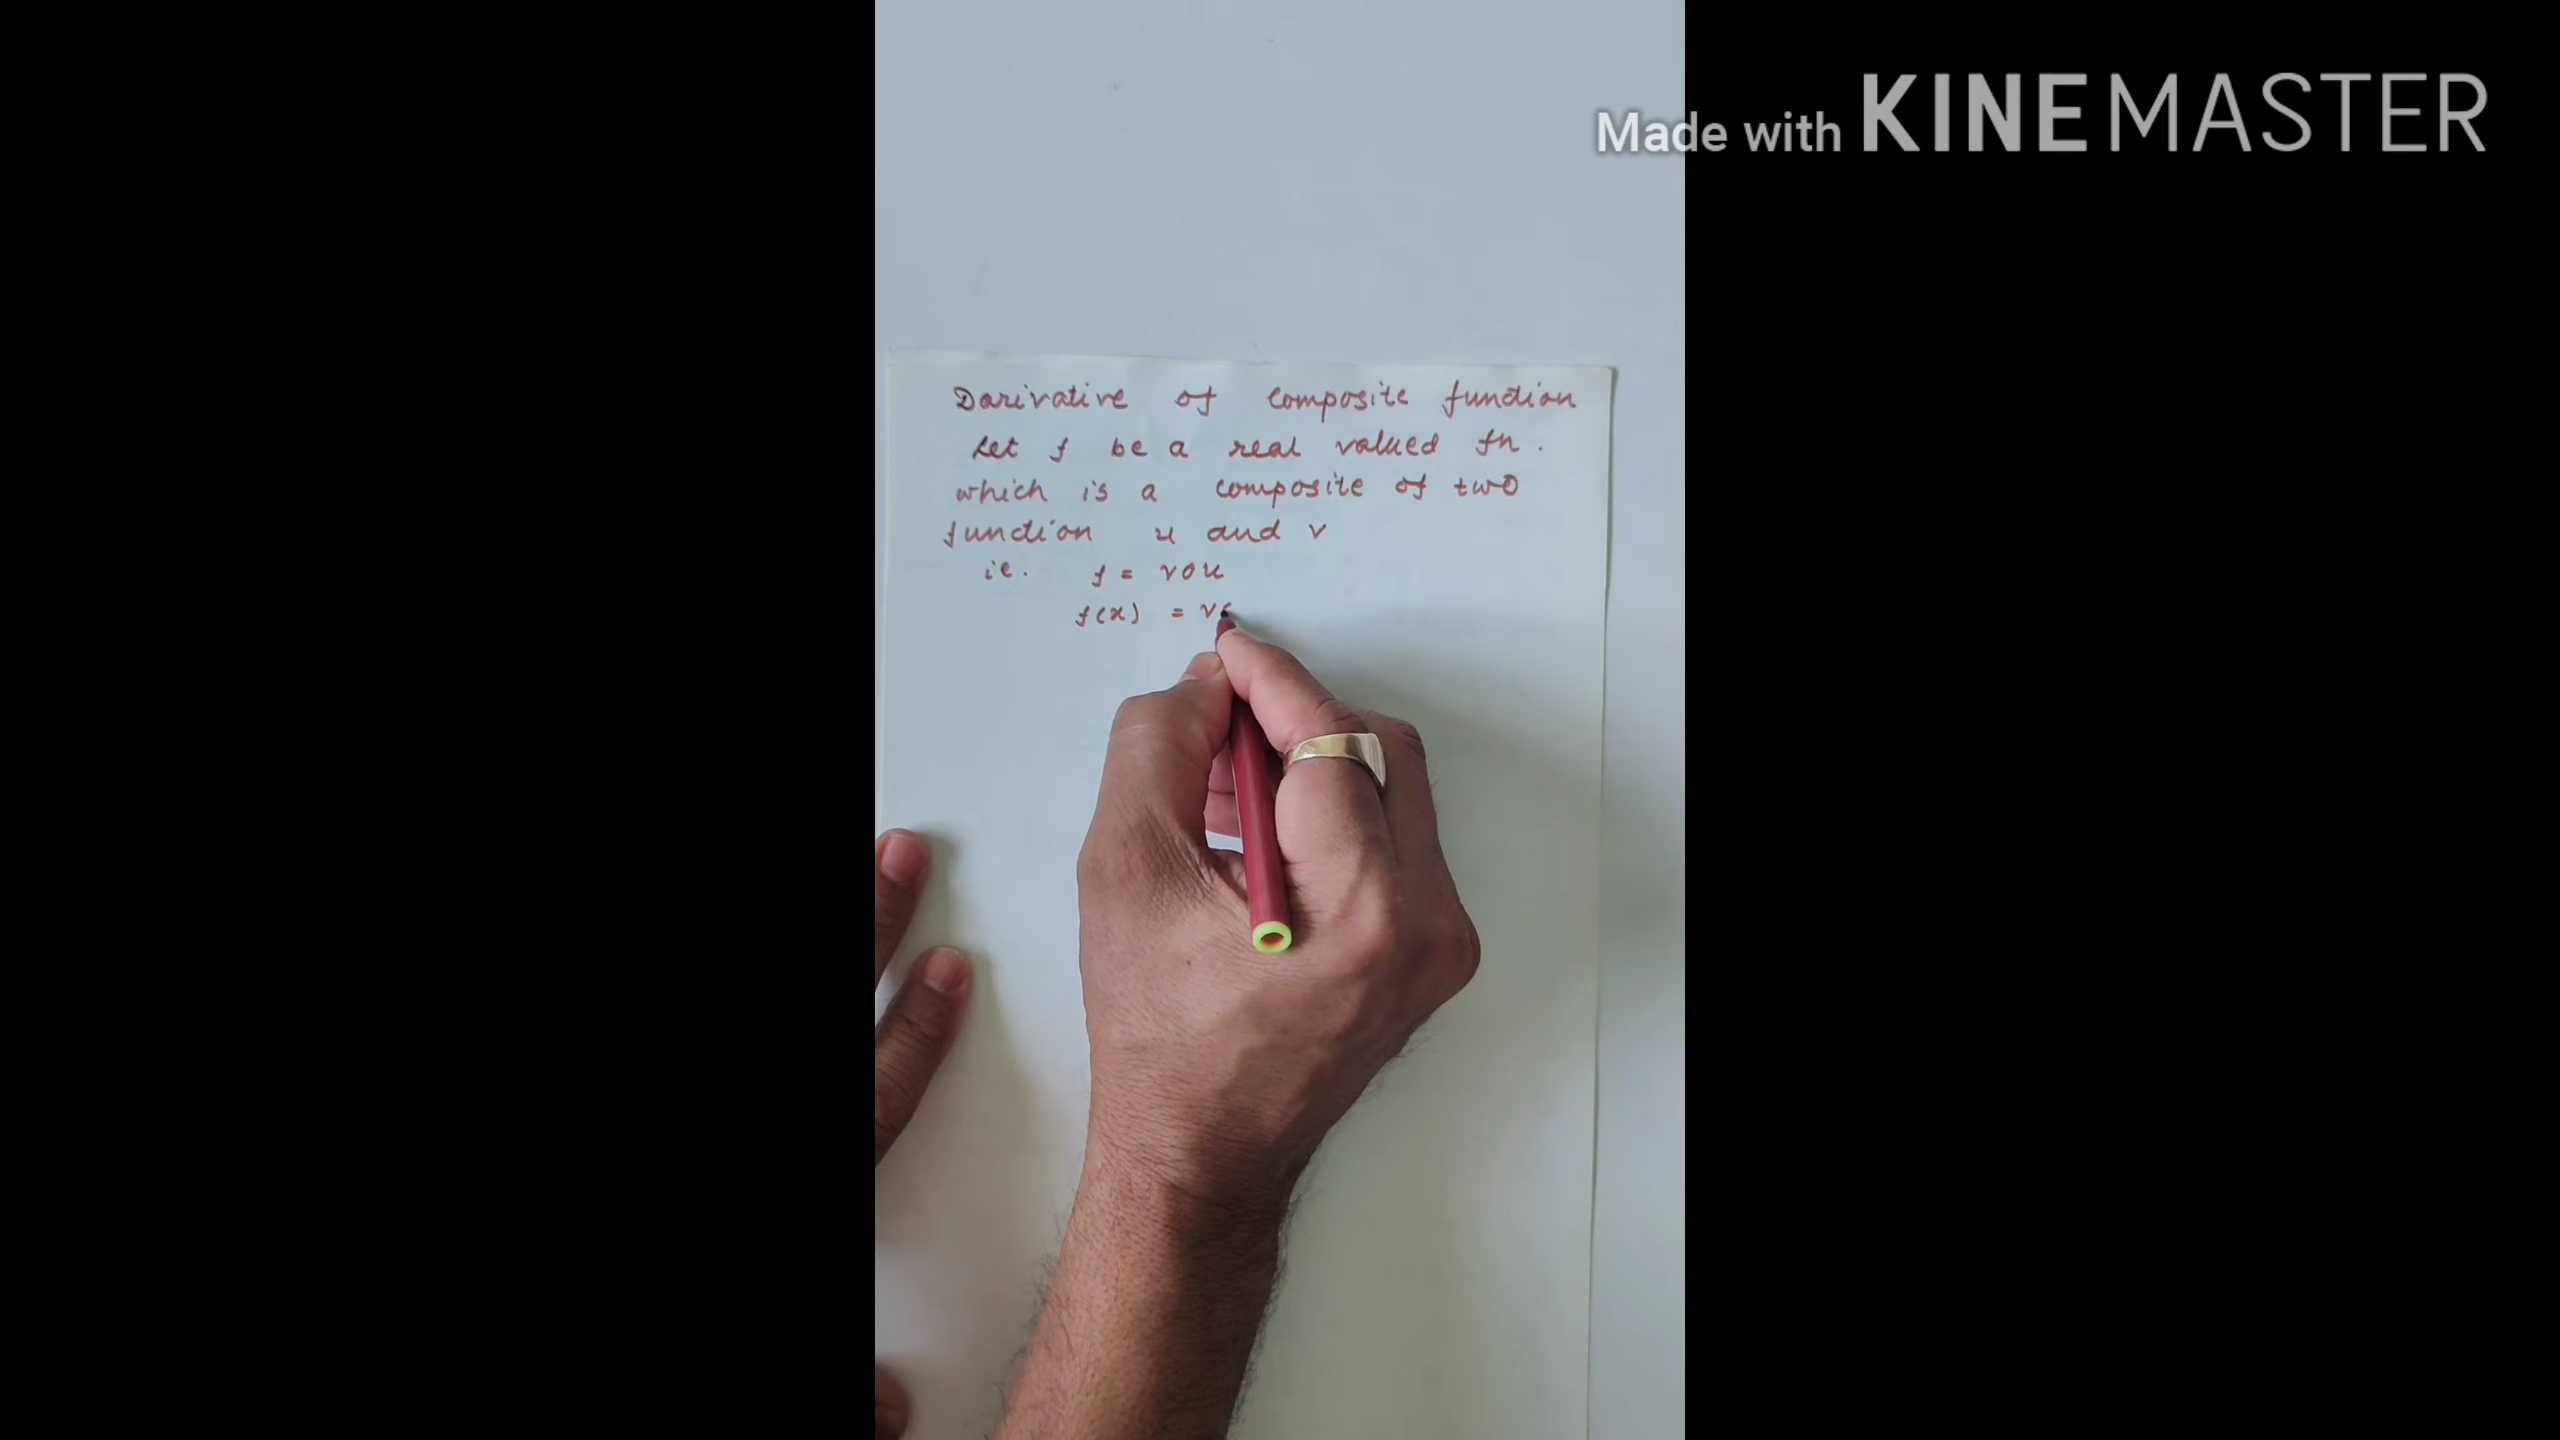 Made with KINEMASTER
Darivative of composite function
Let f be a real valued fn.
which is a composite of two
function u and v
ie. f = vou
f(x) = v(